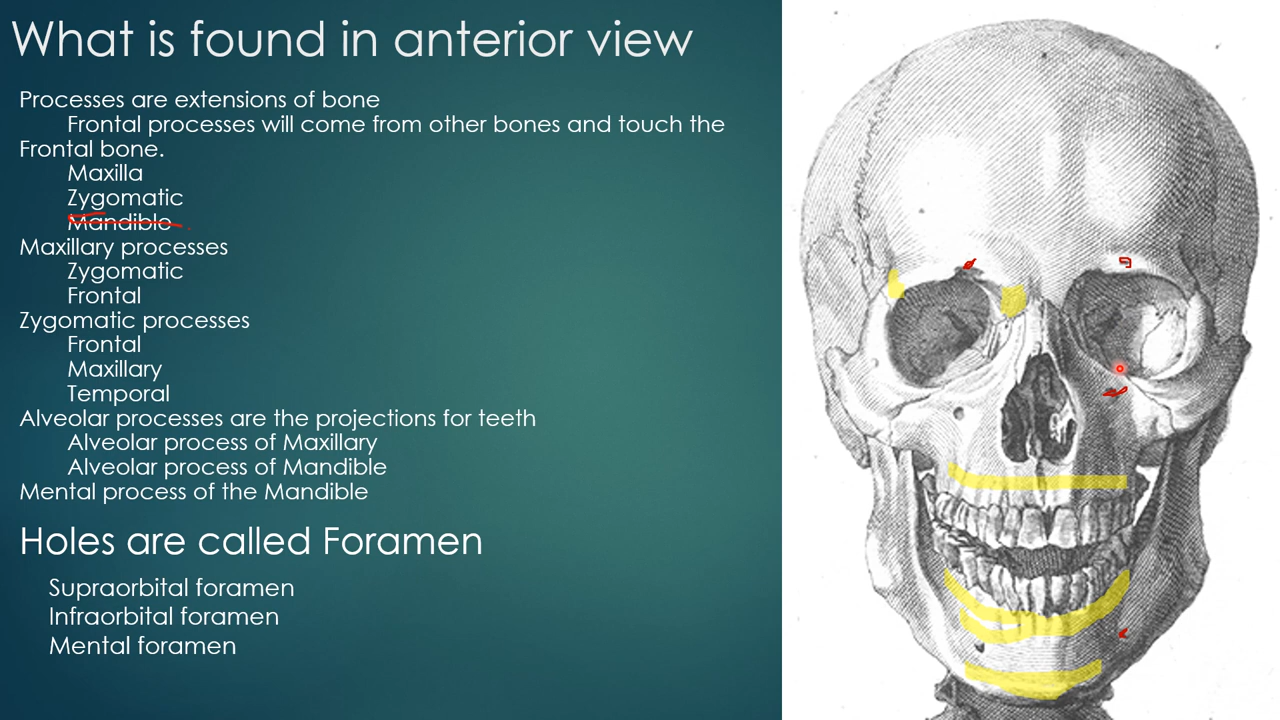 What is found in anterior view
Processes are extensions of bone
Frontal processes will come from other bones and touch the
Frontal bone.
Maxilla
Zygomatic
Mandible
Maxillary processes
Zygomatic
Frontal
Zygomatic processes
Frontal
Maxillary
Temporal
Alveolar processes are the projections for teeth
Alveolar process of Maxillary
Alveolar process of Mandible
Mental process of the Mandible
Holes are called Foramen
Supraorbital foramen
Infraorbital foramen
Mental foramen